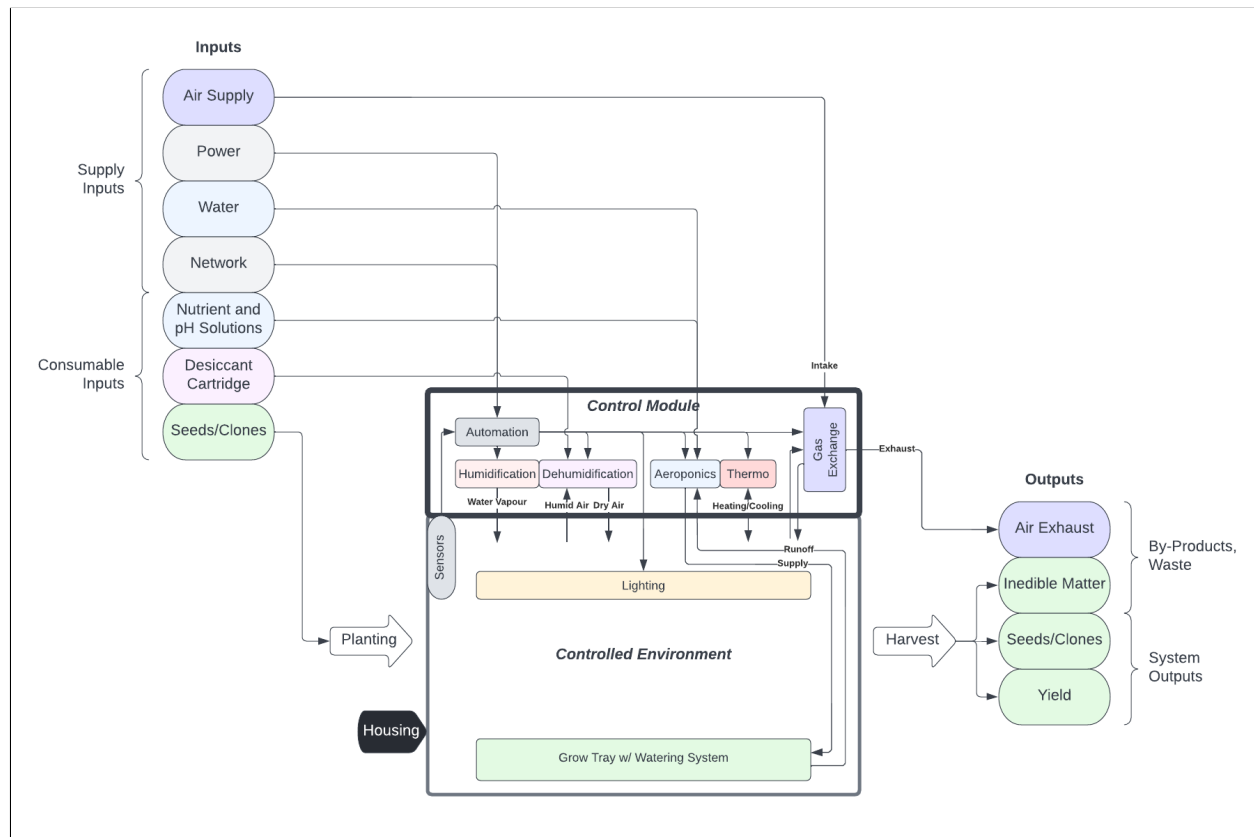 Inputs
Air Supply
Power
Supply
Inputs
Water
Network
Nutrient and
pH Solutions
Consumable
Inputs
Desiccant
Cartridge
Seeds/Clones
Intake
Control Module
Automation
Gas
Exchange
Humidification
Dehumidification
Aeroponics
Thermo
Exhaust
Water Vapour
Humid Air
Dry Air
Heating/Cooling
Sensors
Runoff
Supply
Lighting
Planting
Controlled Environment
Housing
Grow Tray w/ Watering System
Harvest
Outputs
Air Exhaust
By-Products,
Waste
Inedible Matter
Seeds/Clones
System
Outputs
Yield